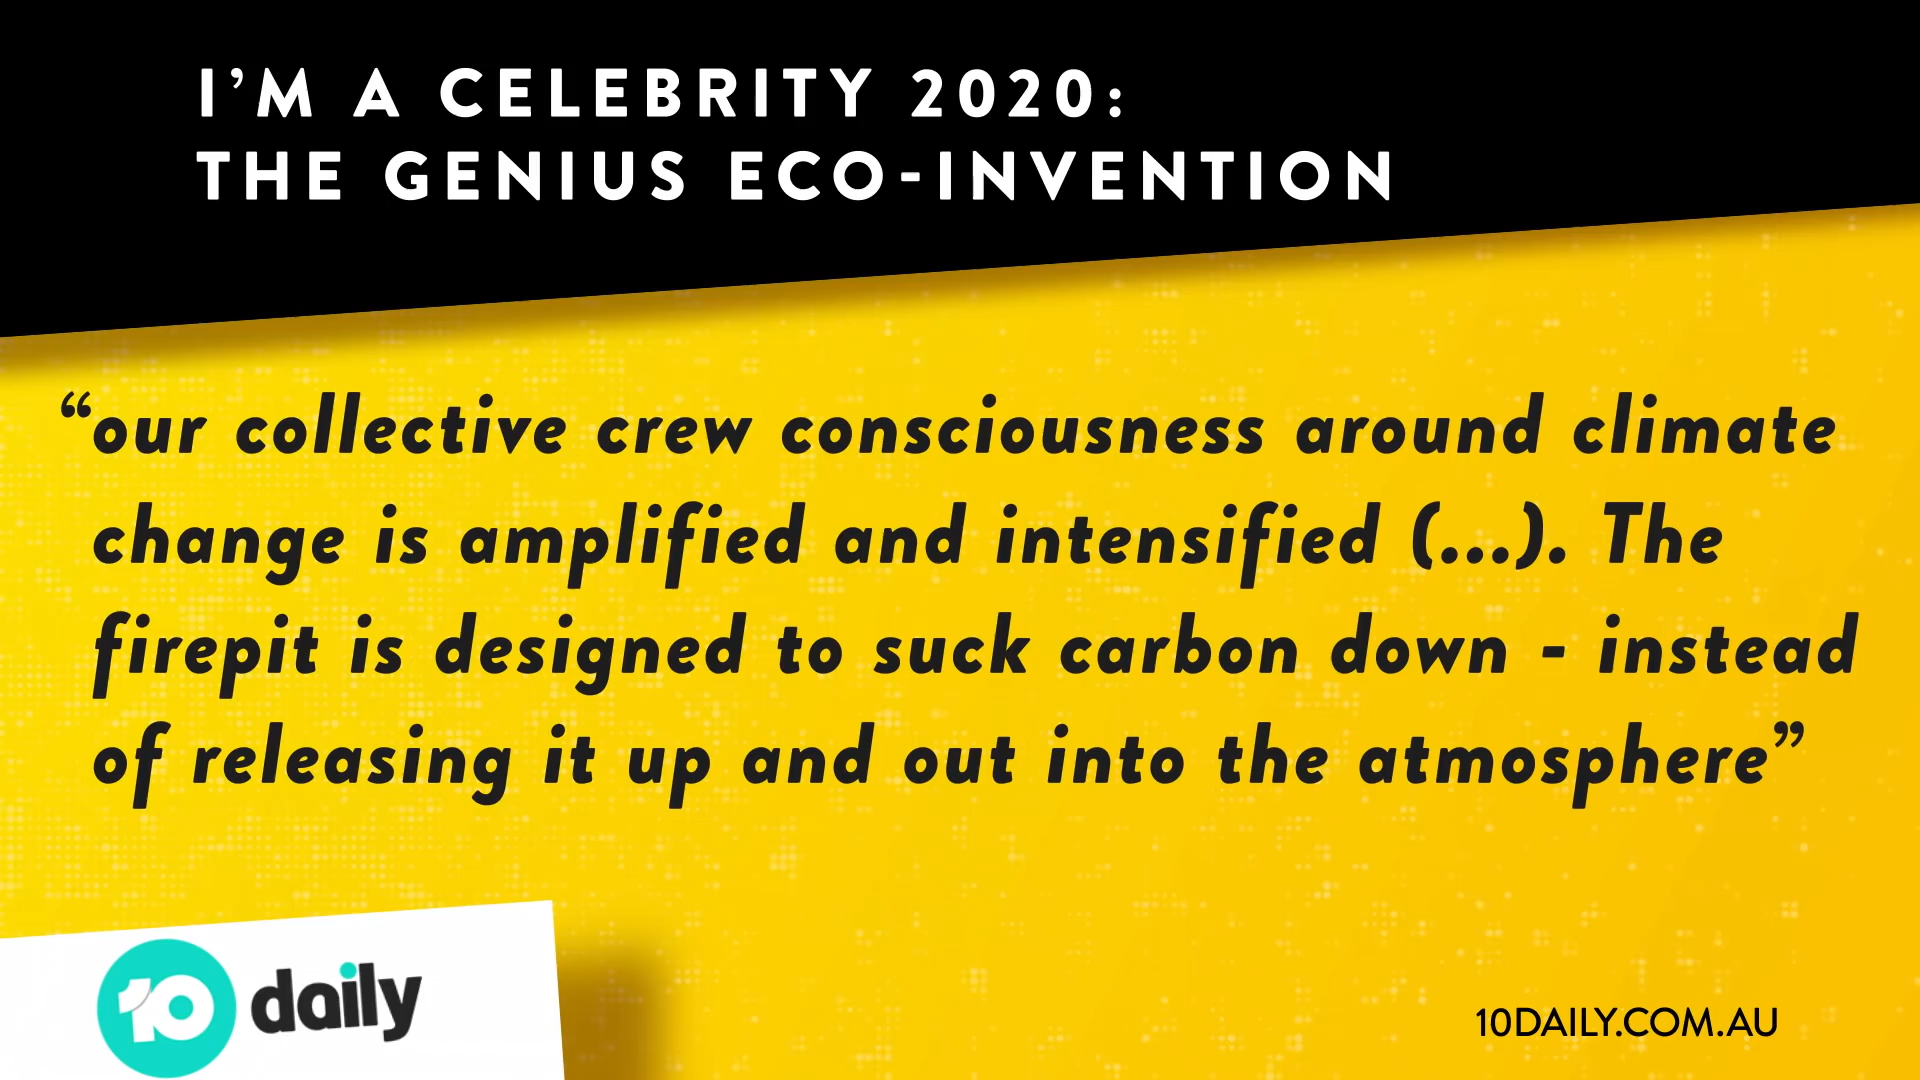 I’M A CELEBRITY 2020:
THE GENIUS ECO-INVENTION
“our collective crew consciousness around climate
change is amplified and intensified (...). The
firepit is designed to suck carbon down - instead
of releasing it up and out into the atmosphere”
10 daily
10DAILY.COM.AU